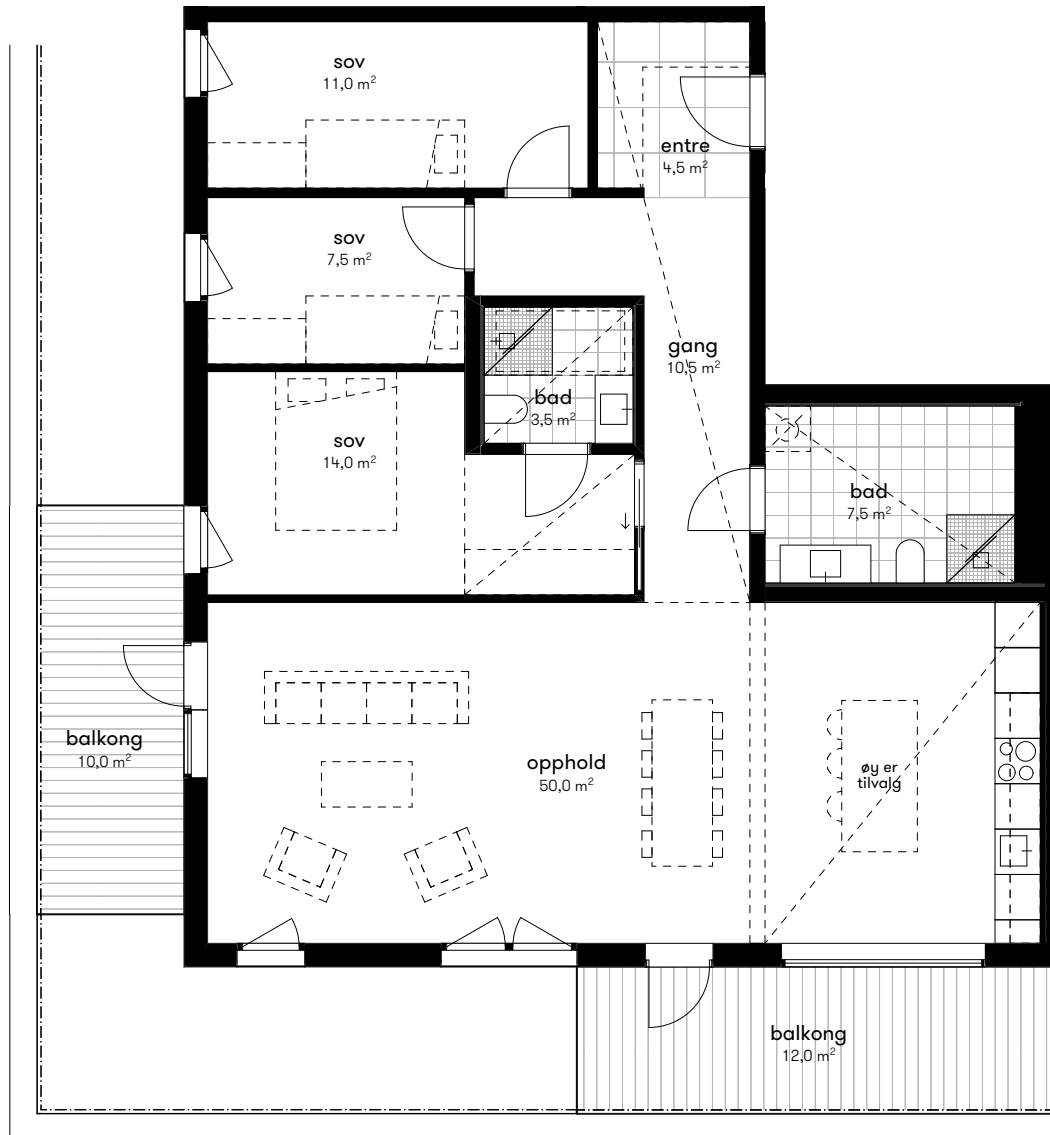 sov
11,0 m²
entre
4,5 m²
sov
7,5 m²
gang
10,5 m²
bad
3,5 m²
sov
14,0 m²
bad
7,5 m²
balkong
10,0 m²
opphold
50,0 m²
øy er
tilvalg
balkong
12,0 m²